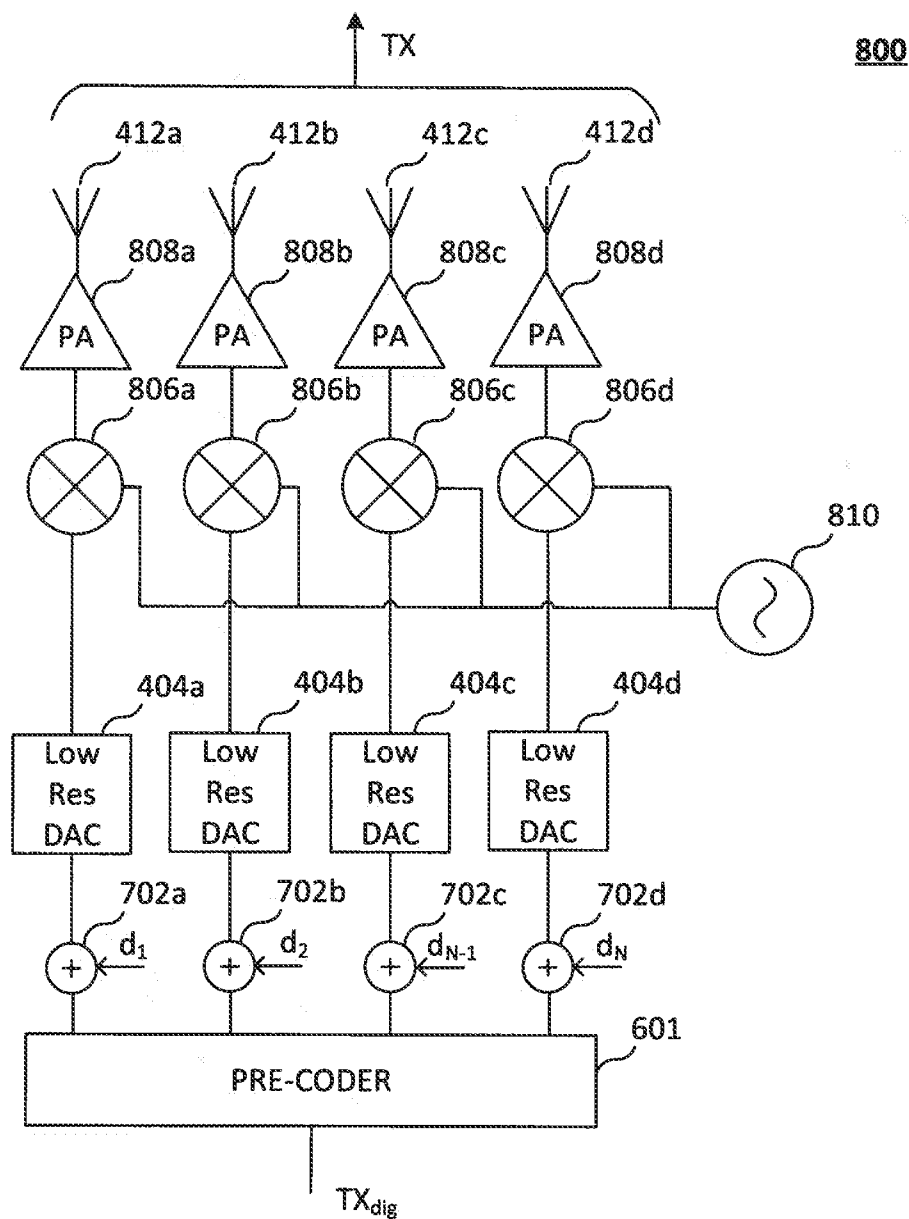 TX
800
412a 412b 412c 412d
808a 808b 808c 808d
PA PA PA PA
806a 806b 806c 806d
810
404a 404b 404c 404d
Low Low Low Low
Res Res Res Res
DAC DAC DAC DAC
702a 702b 702c 702d
d1 d2 dN-1 dN
+ + + +
601
PRE-CODER
TXdig